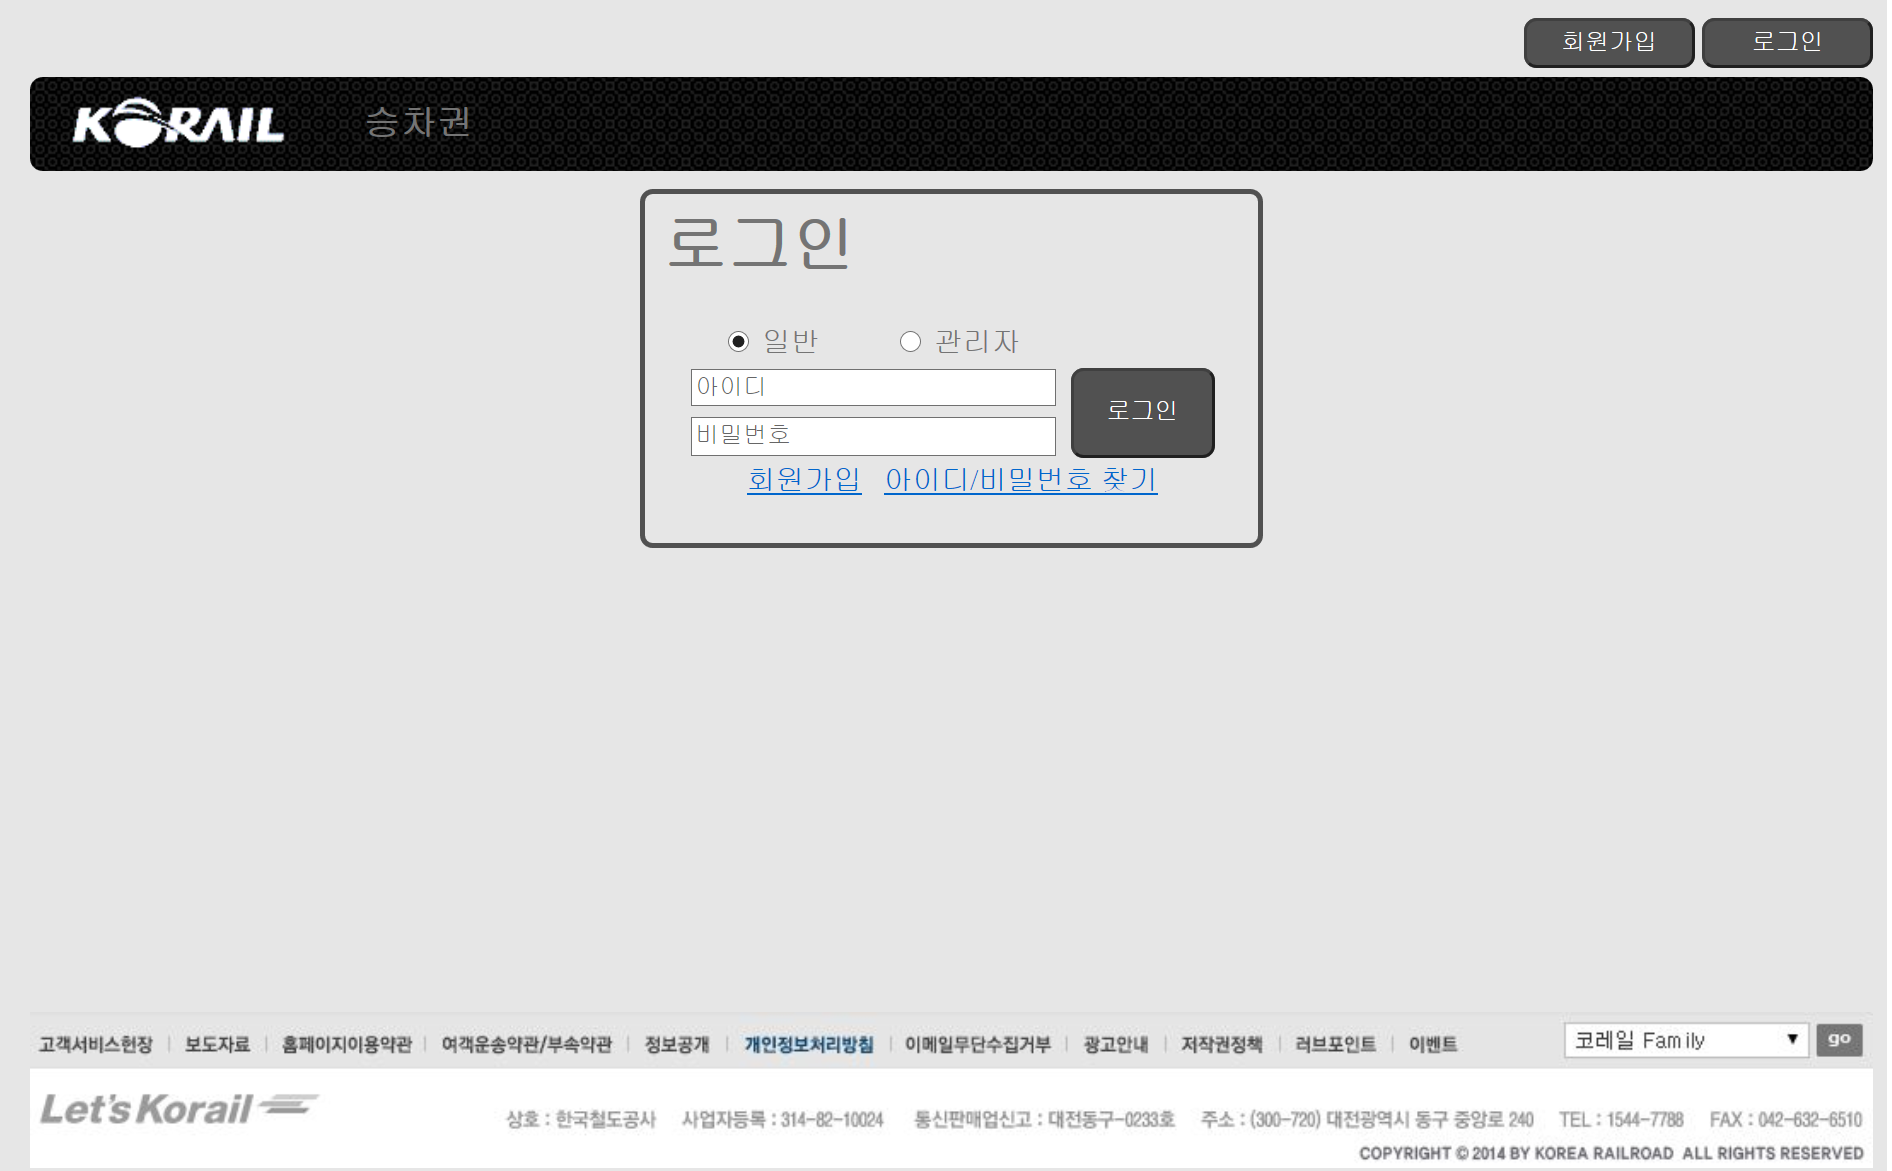 회원가입 로그인
KORAIL 승차권
로그인
일반 관리자
아이디
로그인
비밀번호
회원가입 아이디/비밀번호 찾기
고객서비스헌장 | 보도자료 | 홈페이지이용약관 | 여객운송약관/부속약관 | 정보공개 | 개인정보처리방침 | 이메일무단수집거부 | 광고안내 | 저작권정책 | 러브포인트 | 이벤트 코레일 Family ▼ go
Let's Korail
상호 : 한국철도공사 사업자등록 : 314-82-10024 통신판매업신고 : 대전동구-0233호 주소 : (300-720) 대전광역시 동구 중앙로 240 TEL : 1544-7788 FAX : 042-632-6510
COPYRIGHT © 2014 BY KOREA RAILROAD ALL RIGHTS RESERVED